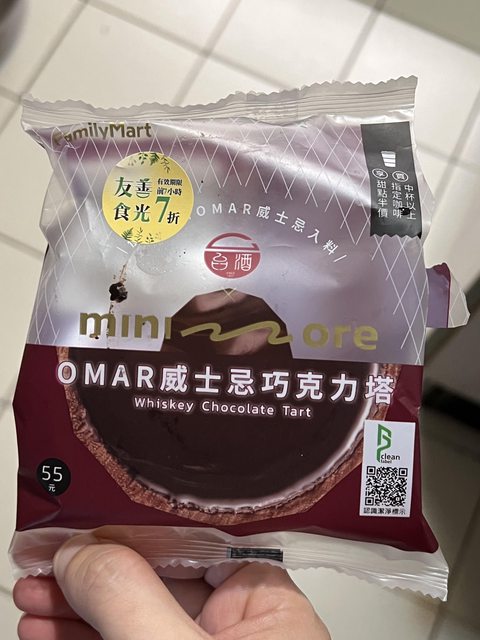 FamilyMart
友善
食光
有效期限
前7小時
7折
OMAR威士忌入料
台酒
享
甜點半價
買
指定咖啡
中杯以上
mini more
OMAR威士忌巧克力塔
Whiskey Chocolate Tart
55
元
clean
label
認識潔淨標示